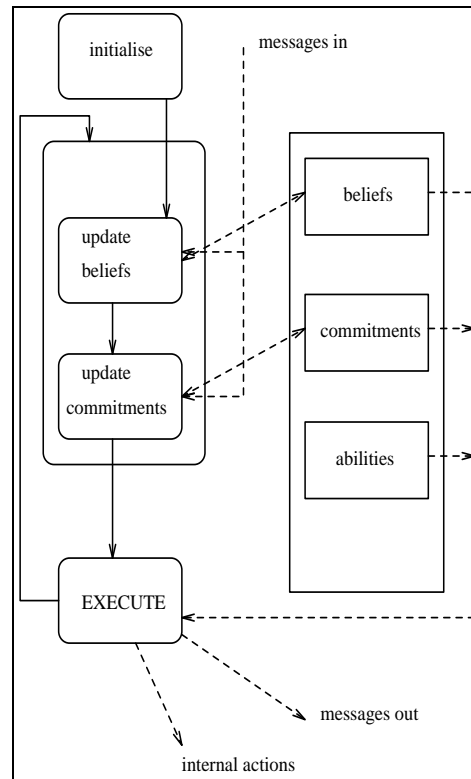 initialise
messages in
update
beliefs
beliefs
update
commitments
commitments
abilities
EXECUTE
messages out
internal actions